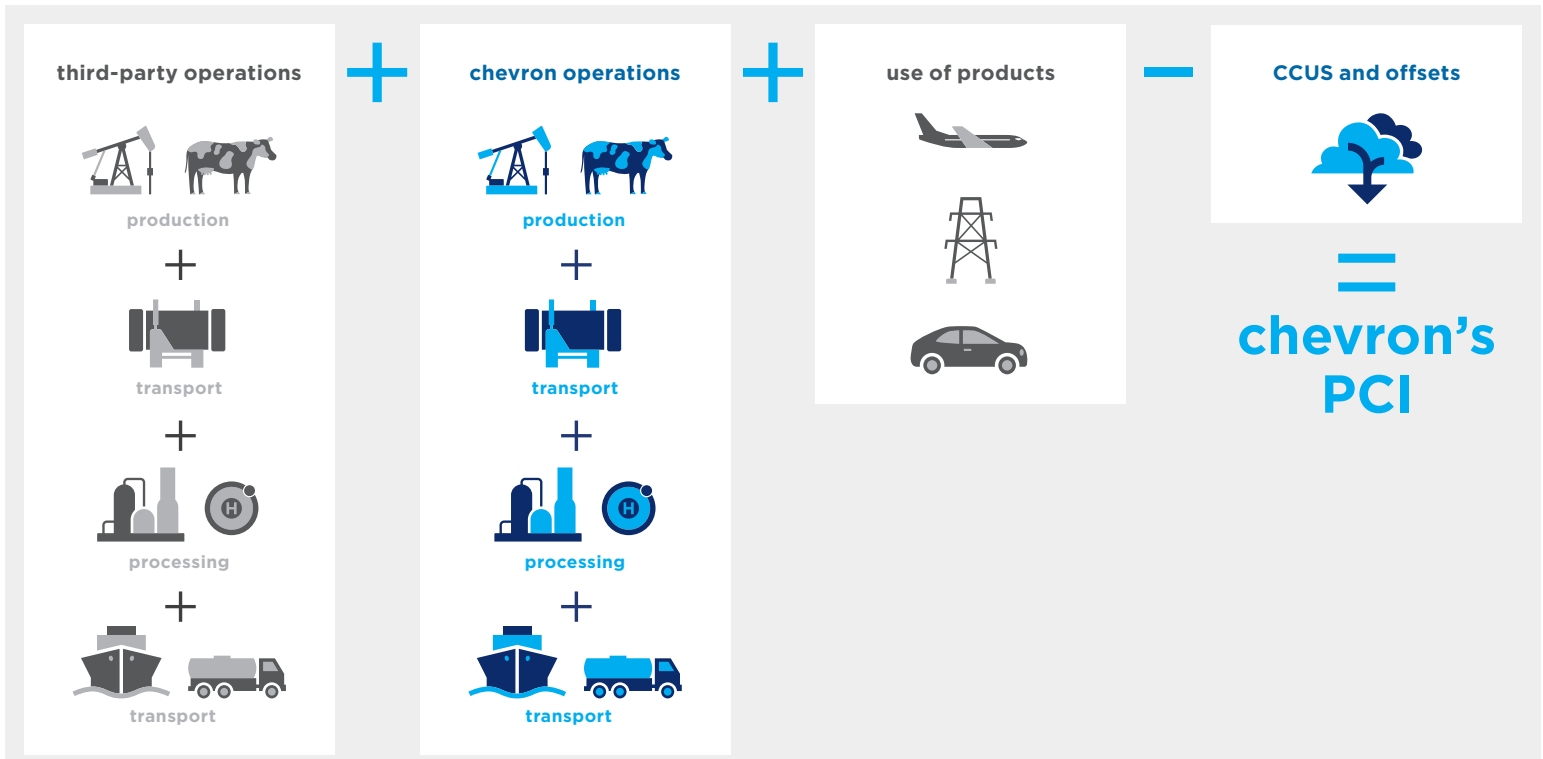 third-party operations
production
+
transport
+
processing
+
transport
+
chevron operations
production
+
transport
+
H
processing
+
transport
+
use of products
−
CCUS and offsets
=
chevron's
PCI